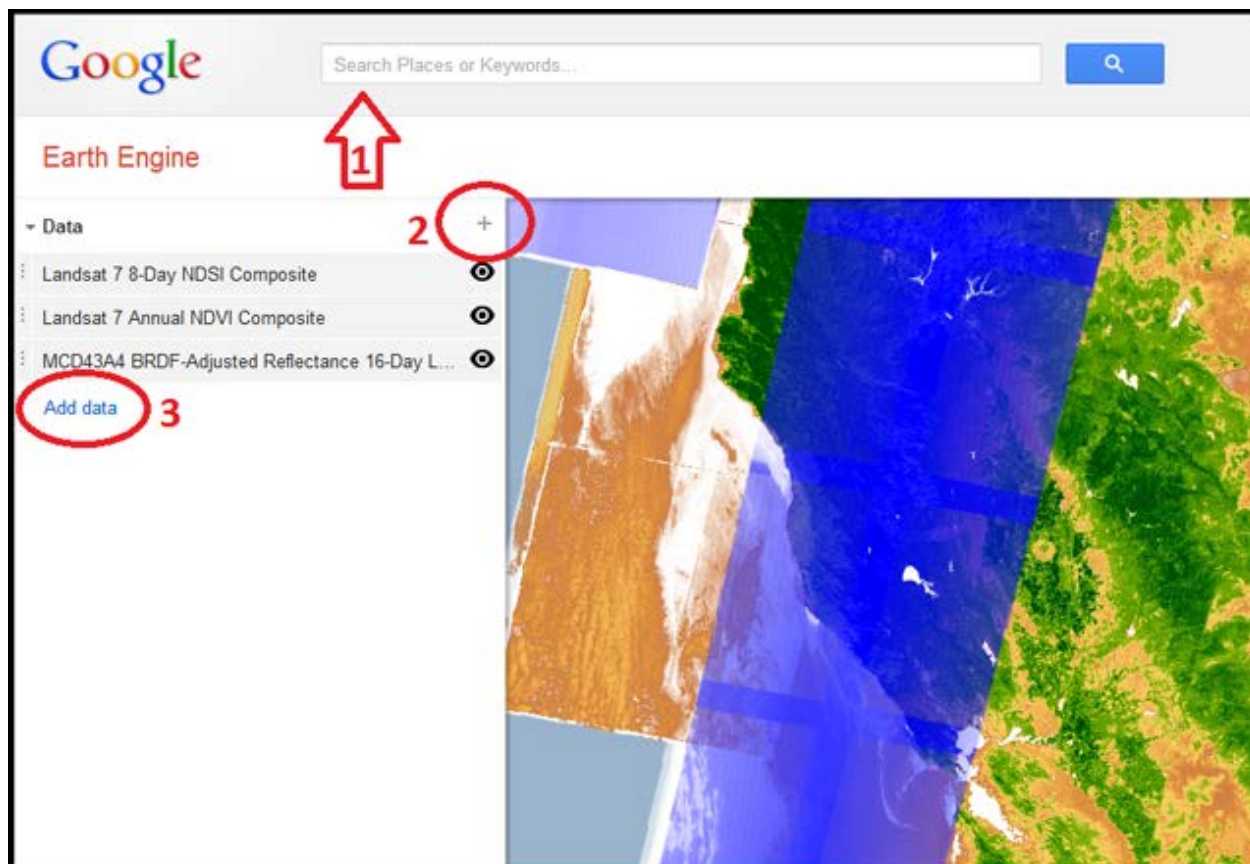 Google
Search Places or Keywords...
1
Earth Engine
Data
2
+
Landsat 7 8-Day NDSI Composite
Landsat 7 Annual NDVI Composite
MCD43A4 BRDF-Adjusted Reflectance 16-Day L...
Add data
3